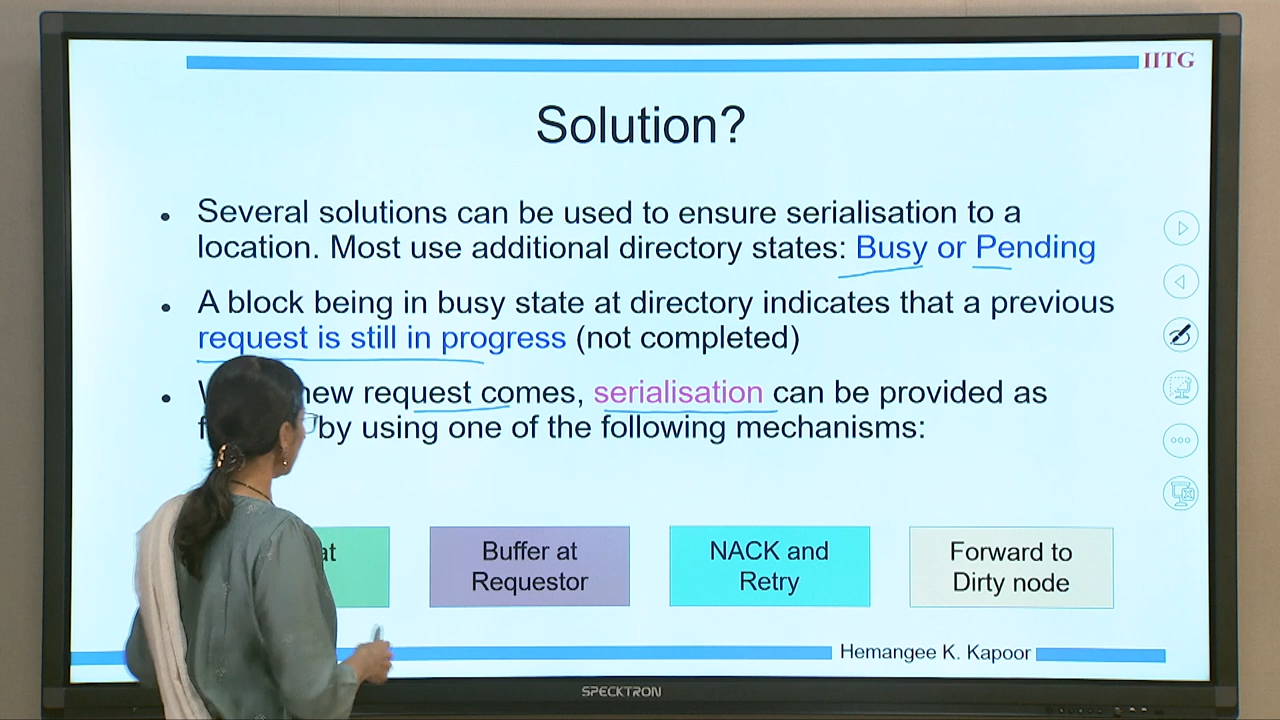 IITG
Solution?
• Several solutions can be used to ensure serialisation to a
location. Most use additional directory states: Busy or Pending
• A block being in busy state at directory indicates that a previous
request is still in progress (not completed)
• new request comes, serialisation can be provided as
by using one of the following mechanisms:
at
Buffer at
Requestor
NACK and
Retry
Forward to
Dirty node
Hemangee K. Kapoor
SPECKTRON